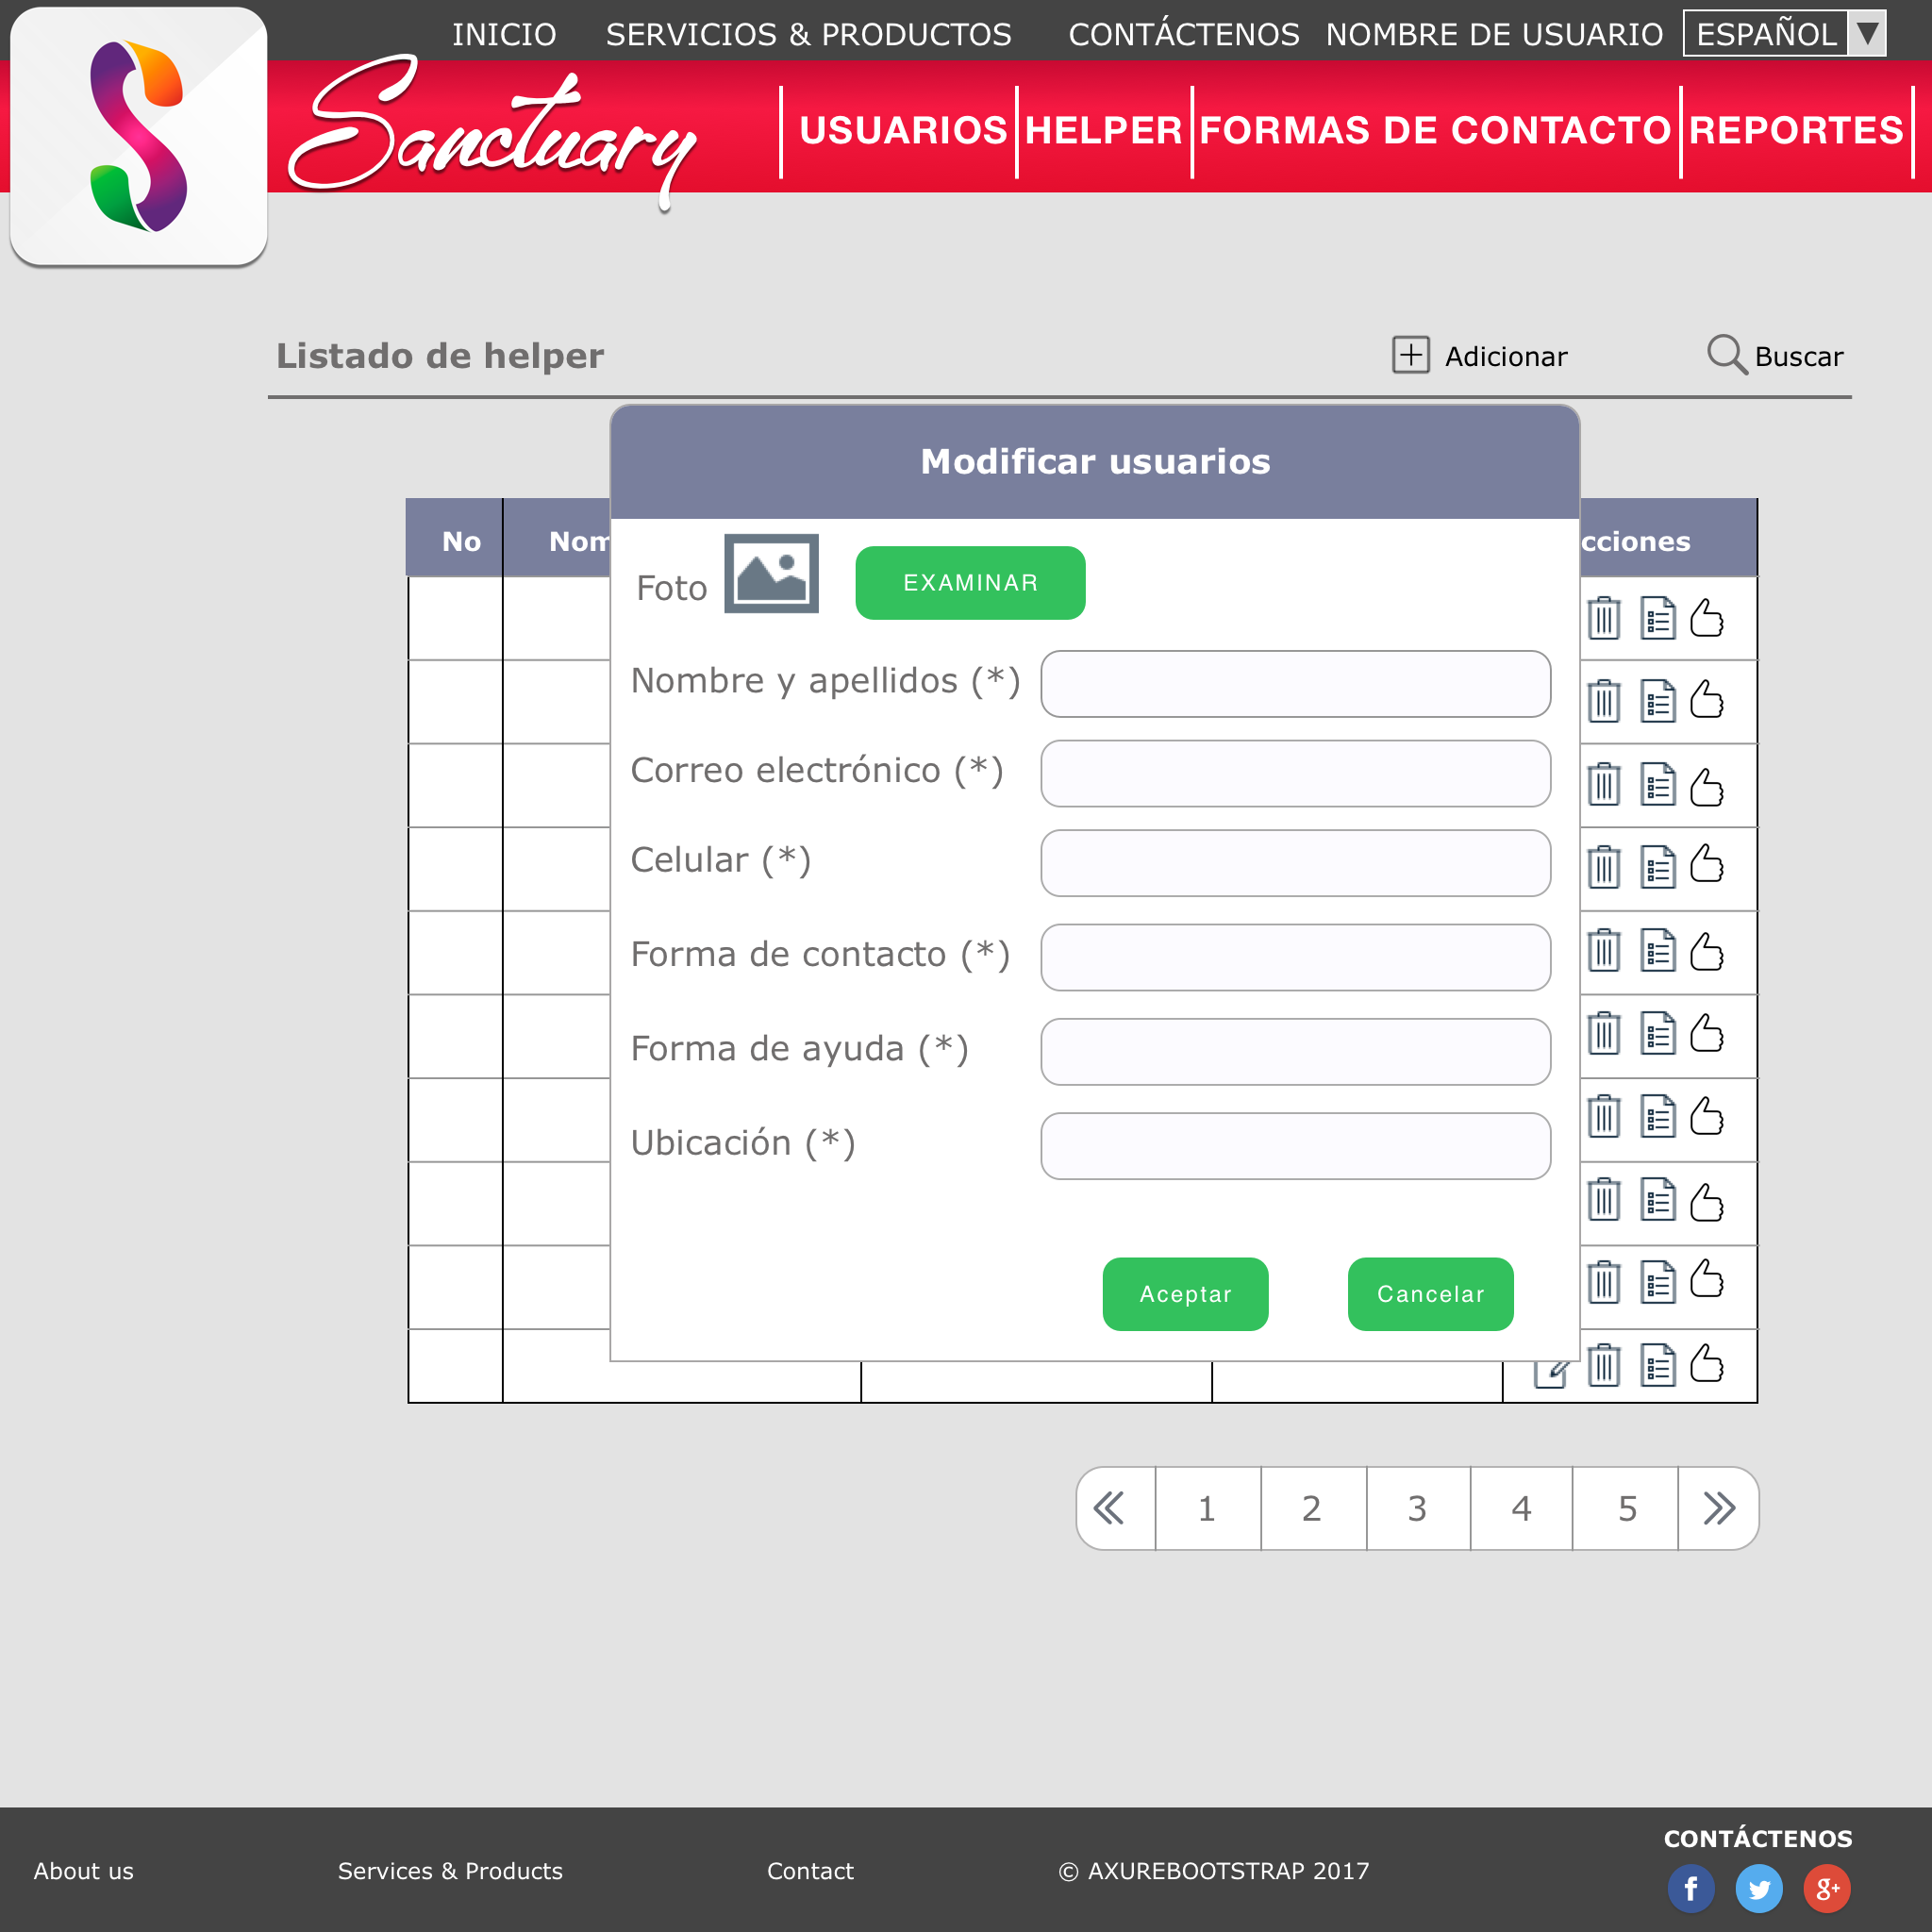 INICIO SERVICIOS & PRODUCTOS CONTÁCTENOS NOMBRE DE USUARIO ESPAÑOL
Sanctuary
USUARIOS HELPER FORMAS DE CONTACTO REPORTES
Listado de helper Adicionar Buscar
Modificar usuarios
No Nom cciones
Foto EXAMINAR
Nombre y apellidos (*)
Correo electrónico (*)
Celular (*)
Forma de contacto (*)
Forma de ayuda (*)
Ubicación (*)
Aceptar Cancelar
1 2 3 4 5
CONTÁCTENOS
About us Services & Products Contact © AXUREBOOTSTRAP 2017